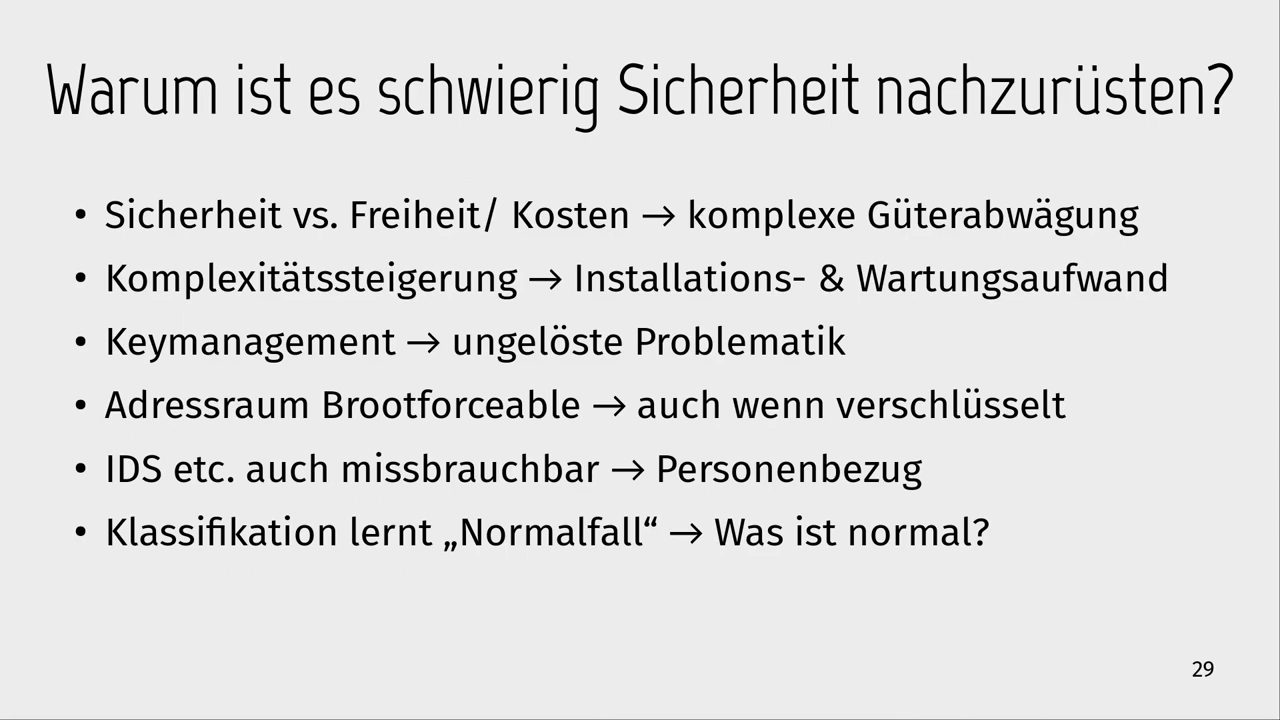 Warum ist es schwierig Sicherheit nachzurüsten?
• Sicherheit vs. Freiheit/ Kosten → komplexe Güterabwägung
• Komplexitätssteigerung → Installations- & Wartungsaufwand
• Keymanagement → ungelöste Problematik
• Adressraum Brootforceable → auch wenn verschlüsselt
• IDS etc. auch missbrauchbar → Personenbezug
• Klassifikation lernt „Normalfall“ → Was ist normal?
29